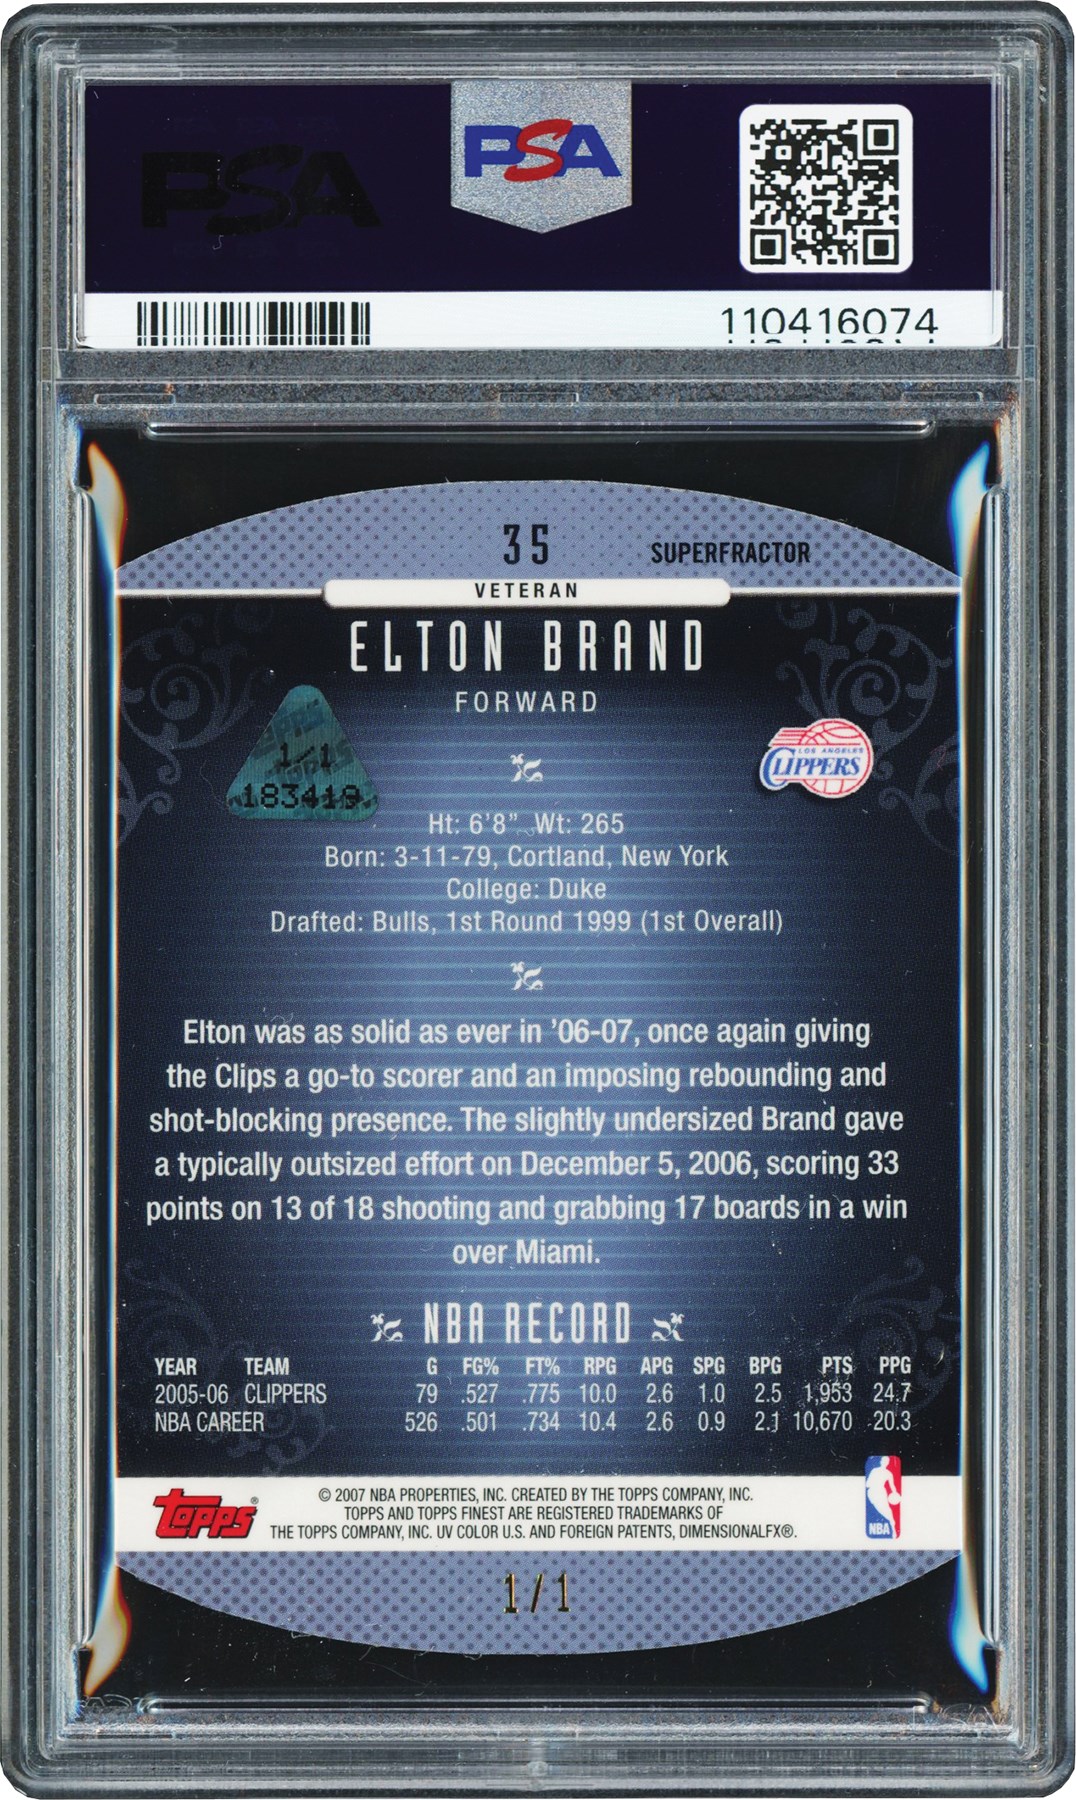 PSA
PSA
110416074
35
SUPERFRACTOR
VETERAN
ELTON BRAND
FORWARD
1/1
183419
LOS ANGELES
CLIPPERS
Ht: 6'8" Wt: 265
Born: 3-11-79, Cortland, New York
College: Duke
Drafted: Bulls, 1st Round 1999 (1st Overall)
Elton was as solid as ever in '06-07, once again giving
the Clips a go-to scorer and an imposing rebounding and
shot-blocking presence. The slightly undersized Brand gave
a typically outsized effort on December 5, 2006, scoring 33
points on 13 of 18 shooting and grabbing 17 boards in a win
over Miami.
NBA RECORD
YEAR TEAM G FG% FT% RPG APG SPG BPG PTS PPG
2005-06 CLIPPERS 79 .527 .775 10.0 2.6 1.0 2.5 1,953 24.7
NBA CAREER 526 .501 .734 10.4 2.6 0.9 2.1 10,670 20.3
Topps®
© 2007 NBA PROPERTIES, INC. CREATED BY THE TOPPS COMPANY, INC.
TOPPS AND TOPPS FINEST ARE REGISTERED TRADEMARKS OF
THE TOPPS COMPANY, INC. UV COLOR U.S. AND FOREIGN PATENTS, DIMENSIONALFX®.
NBA
1/1